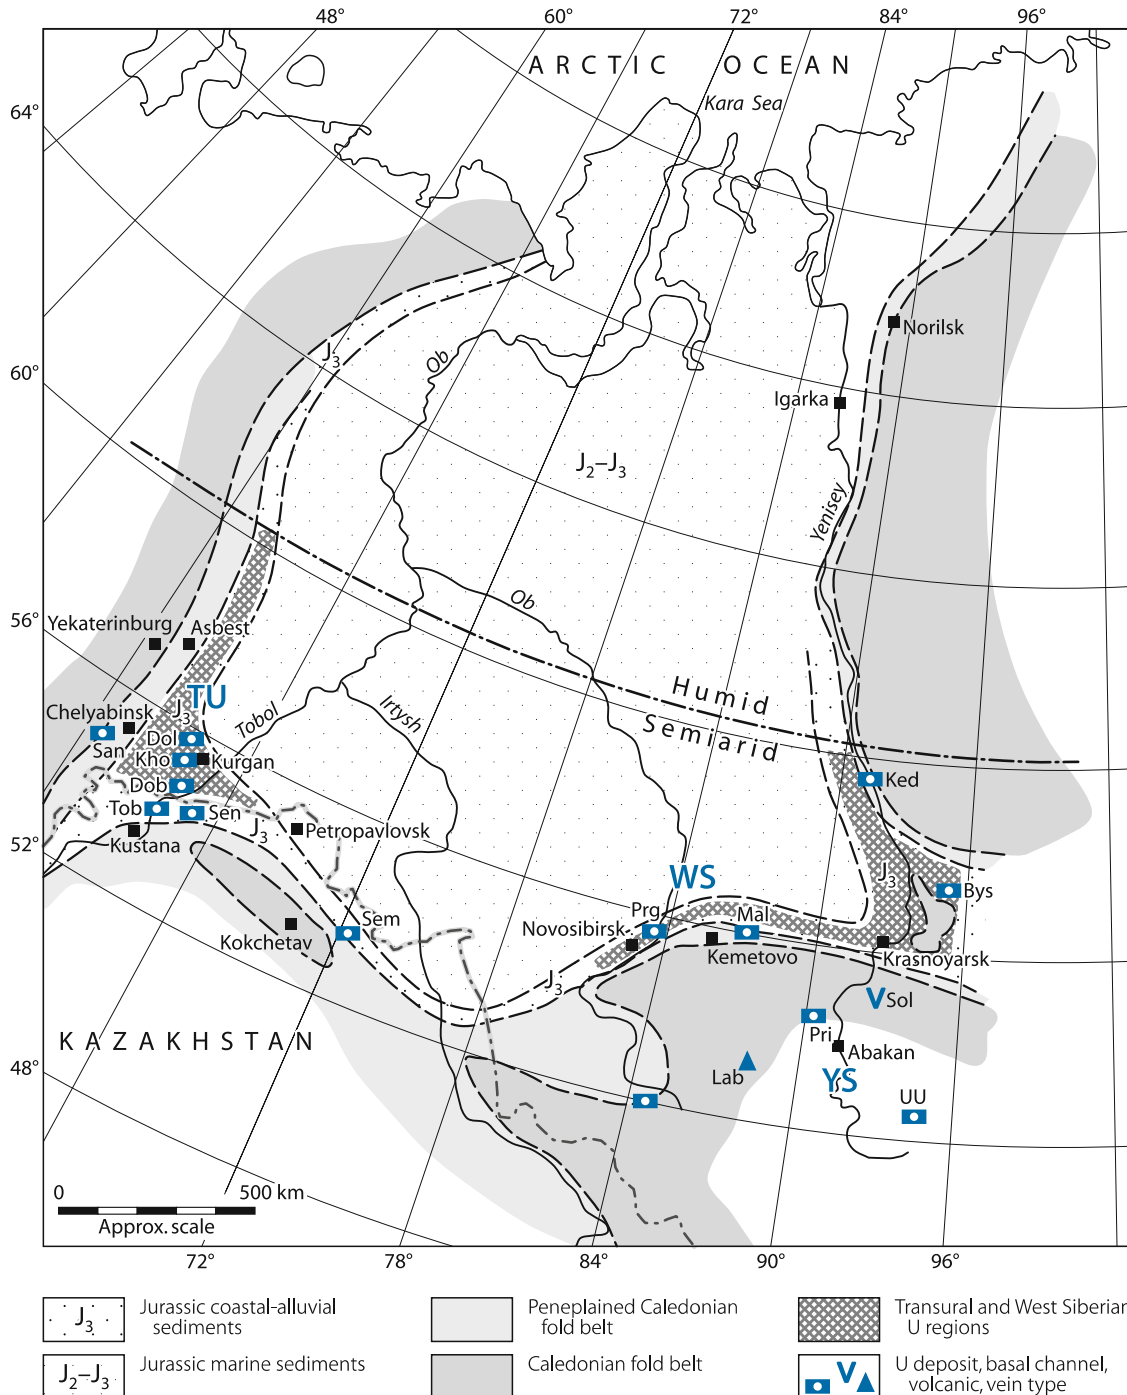 48°
60°
72°
84°
96°
ARCTIC OCEAN
Kara Sea
64°
Norilsk
J₃
Ob
60°
Igarka
J₂–J₃
Yenisey
56°
Yekaterinburg
Asbest
Ob
Humid
Semiarid
TU
Chelyabinsk
J₃
Tobol
Irtysh
San
Dol
Kho
Kurgan
Dob
Ked
Tob
Sen
Kustana
J₃
Petropavlovsk
52°
WS
J₃
Bys
Prg
Mal
Sem
Novosibirsk
Kokchetav
Kemetovo
Krasnoyarsk
J₃
V Sol
KAZAKHSTAN
Pri
Abakan
48°
Lab
YS
UU
0 500 km
Approx. scale
72°
78°
84°
90°
96°
J₃ Jurassic coastal-alluvial
sediments
Peneplained Caledonian
fold belt
Transural and West Siberian
U regions
J₂–J₃ Jurassic marine sediments
Caledonian fold belt
V U deposit, basal channel,
volcanic, vein type